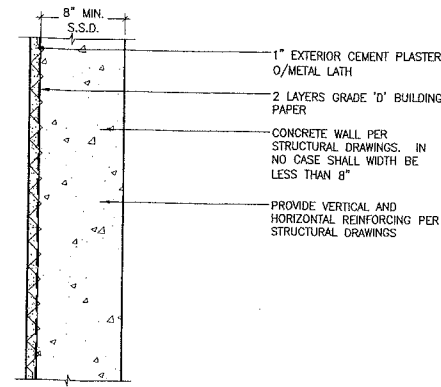 8" MIN.
S.S.D.
1" EXTERIOR CEMENT PLASTER
O/METAL LATH
2 LAYERS GRADE 'D' BUILDING
PAPER
CONCRETE WALL PER
STRUCTURAL DRAWINGS. IN
NO CASE SHALL WIDTH BE
LESS THAN 8"
PROVIDE VERTICAL AND
HORIZONTAL REINFORCING PER
STRUCTURAL DRAWINGS